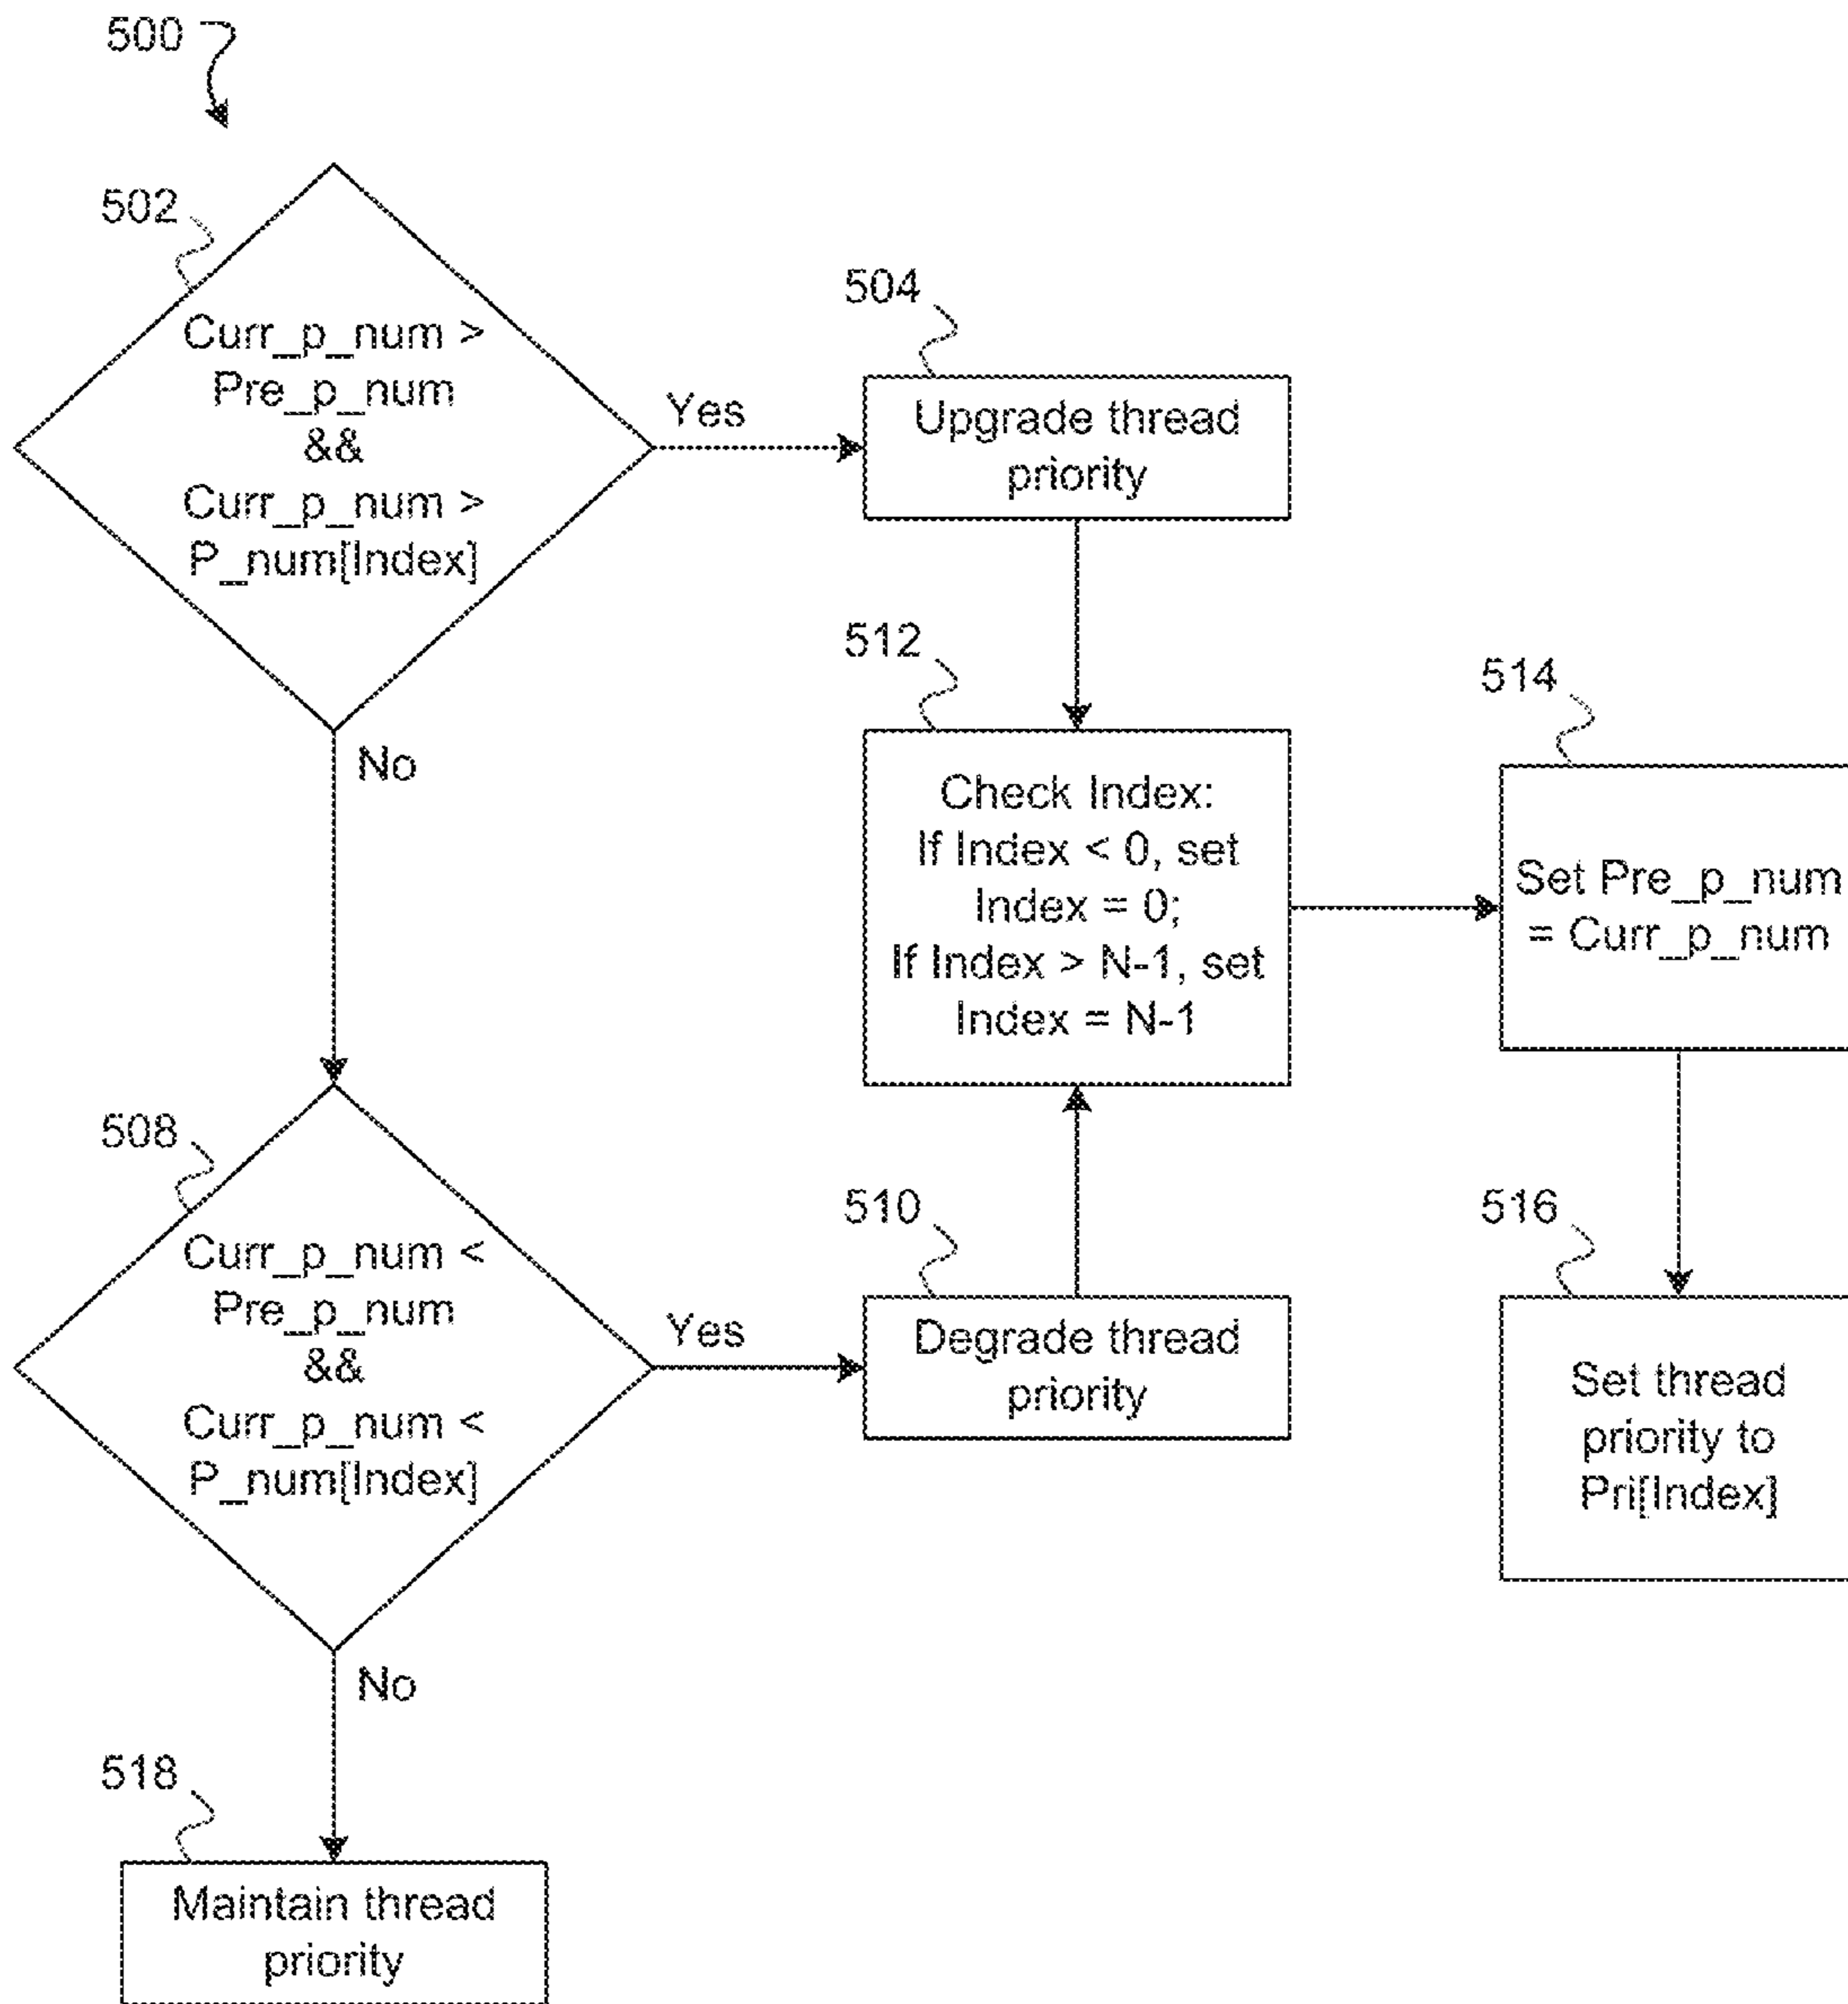 500
502
Curr_p_num >
Pre_p_num
&&
Curr_p_num >
P_num[Index]
Yes
No
504
Upgrade thread
priority
512
Check Index:
If Index < 0, set
Index = 0;
If Index > N-1, set
Index = N-1
514
Set Pre_p_num
= Curr_p_num
508
Curr_p_num <
Pre_p_num
&&
Curr_p_num <
P_num[Index]
Yes
No
510
Degrade thread
priority
516
Set thread
priority to
Pri[Index]
518
Maintain thread
priority